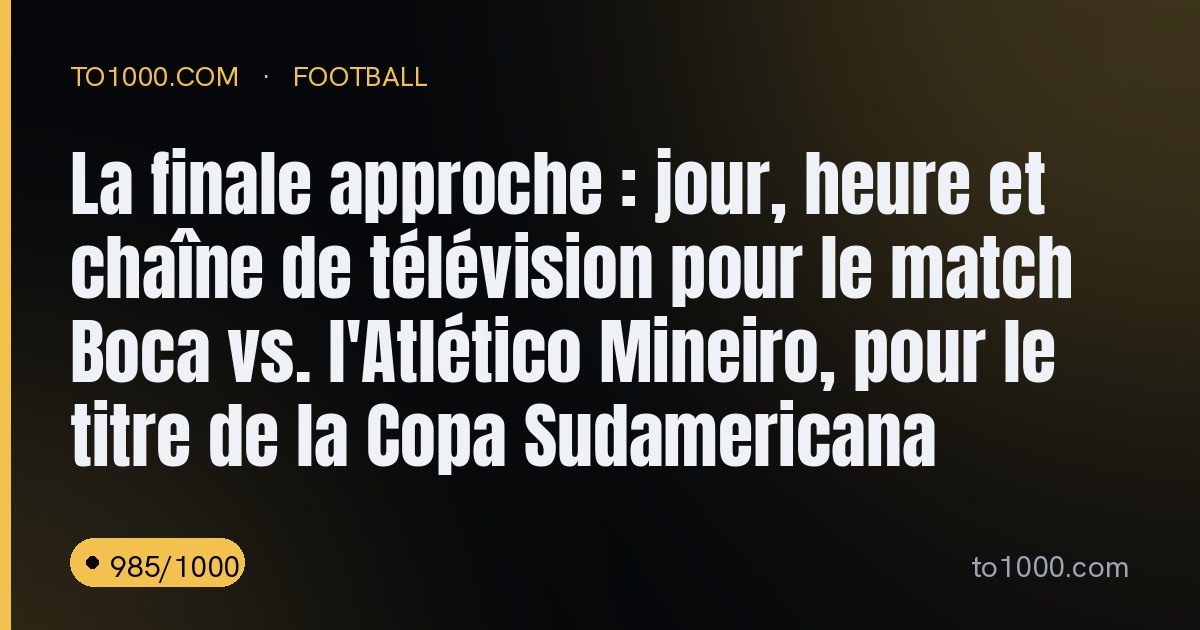 TO1000.COM · FOOTBALL
La finale approche : jour, heure et
chaîne de télévision pour le match
Boca vs. l'Atlético Mineiro, pour le
titre de la Copa Sudamericana
985/1000
to1000.com